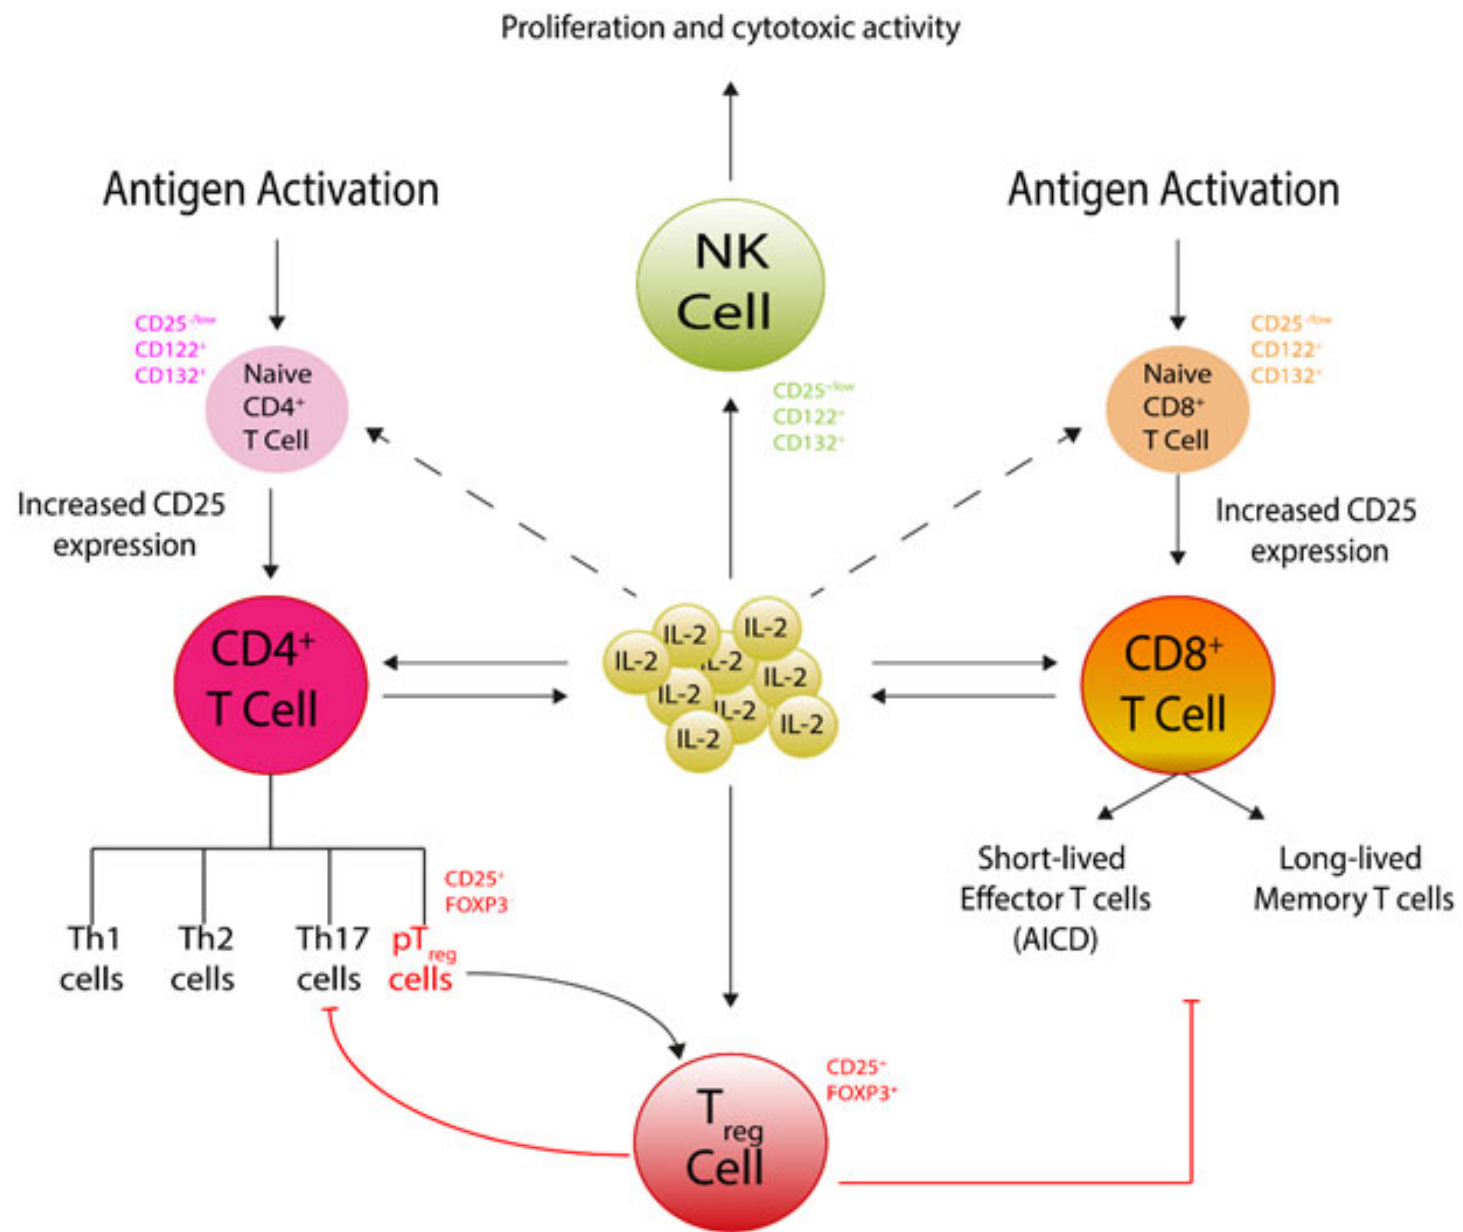 Proliferation and cytotoxic activity
Antigen Activation
Antigen Activation
NK
Cell
CD25⁻/low
CD122⁺
CD132⁺
Naive
CD4⁺
T Cell
CD25⁻/low
CD122⁺
CD132⁺
CD25⁻/low
CD122⁺
CD132⁺
Naive
CD8⁺
T Cell
Increased CD25
expression
Increased CD25
expression
CD4⁺
T Cell
IL-2
IL-2
IL-2
IL-2
IL-2
IL-2
IL-2
IL-2
IL-2
CD8⁺
T Cell
CD25⁺
FOXP3⁻
Th1
cells
Th2
cells
Th17
cells
pTreg
cells
Short-lived
Effector T cells
(AICD)
Long-lived
Memory T cells
CD25⁺
FOXP3⁺
Treg
Cell